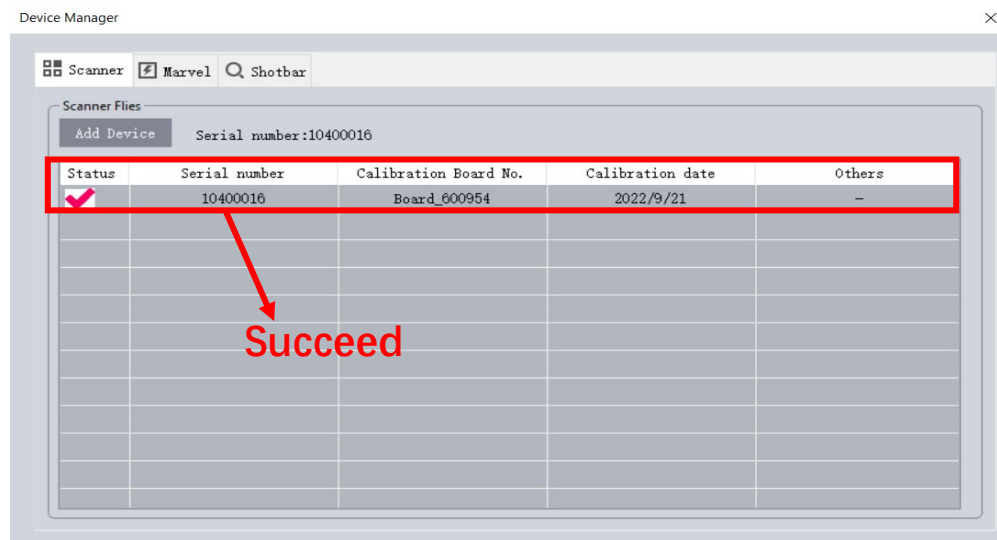 Device Manager
Scanner Marvel Shotbar
Scanner Flies
Add Device Serial number:10400016
Status Serial number Calibration Board No. Calibration date Others
10400016 Board_600954 2022/9/21 –
Succeed